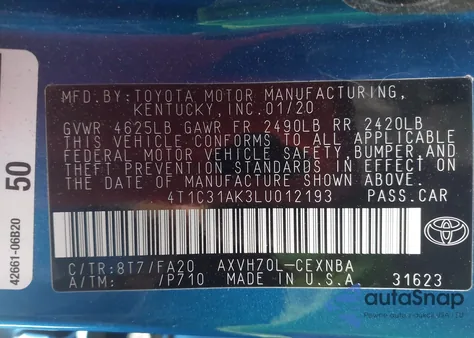 MFD.BY:TOYOTA MOTOR MANUFACTURING,
KENTUCKY,INC.01/20
GVWR 4625LB GAWR FR 2490LB RR 2420LB
THIS VEHICLE CONFORMS TO ALL APPLICABLE
FEDERAL MOTOR VEHICLE SAFETY,BUMPER,AND
THEFT PREVENTION STANDARDS IN EFFECT ON
THE DATE OF MANUFACTURE SHOWN ABOVE.
4T1C31AK3LU012193 PASS.CAR
TOYOTA
C/TR:8T7/FA20 AXVH70L-CEXNBA
A/TM: /P710 MADE IN U.S.A. 31623
42661-06B20
50
autoSnap